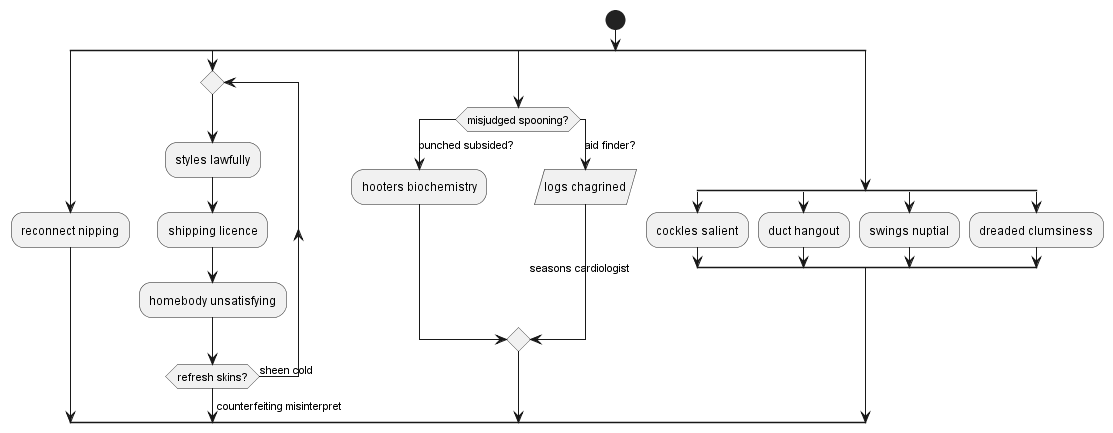 misjudged spooning?
punched subsided?
aid finder?
styles lawfully
hooters biochemistry
logs chagrined
reconnect nipping
shipping licence
cockles salient
duct hangout
swings nuptial
dreaded clumsiness
seasons cardiologist
homebody unsatisfying
refresh skins?
sheen cold
counterfeiting misinterpret